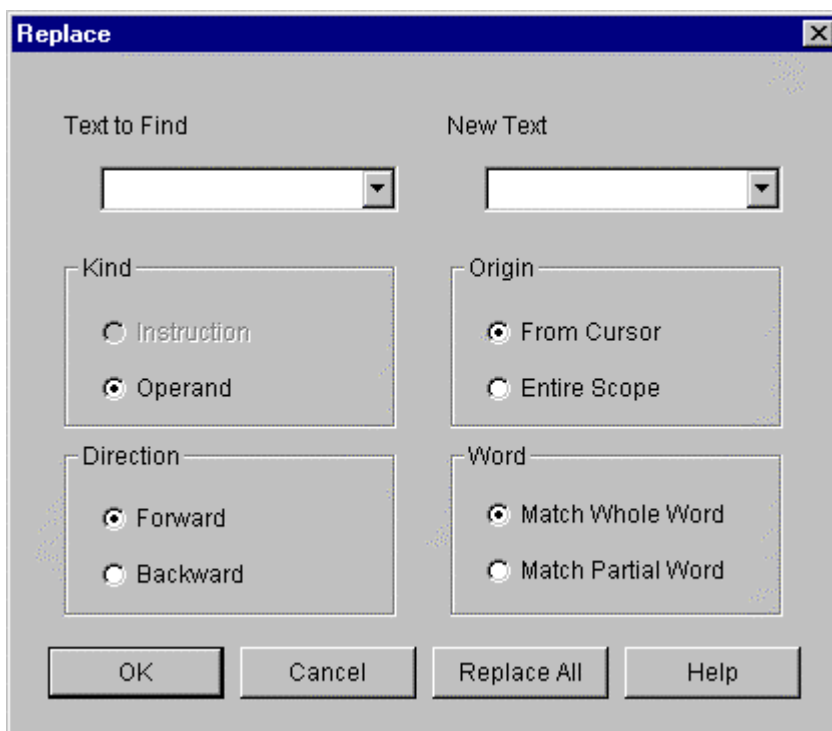 Replace
Text to Find New Text
Kind
Instruction
Operand
Origin
From Cursor
Entire Scope
Direction
Forward
Backward
Word
Match Whole Word
Match Partial Word
OK Cancel Replace All Help